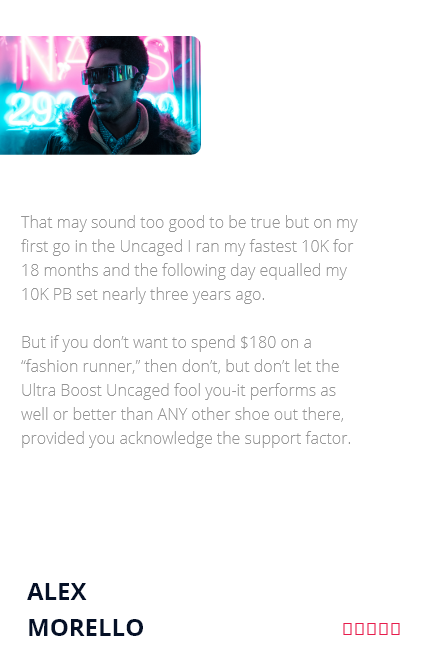 NA LS
That may sound too good to be true but on my
first go in the Uncaged I ran my fastest 10K for
18 months and the following day equalled my
10K PB set nearly three years ago.
But if you don’t want to spend $180 on a
“fashion runner,” then don’t, but don’t let the
Ultra Boost Uncaged fool you-it performs as
well or better than ANY other shoe out there,
provided you acknowledge the support factor.
ALEX
MORELLO